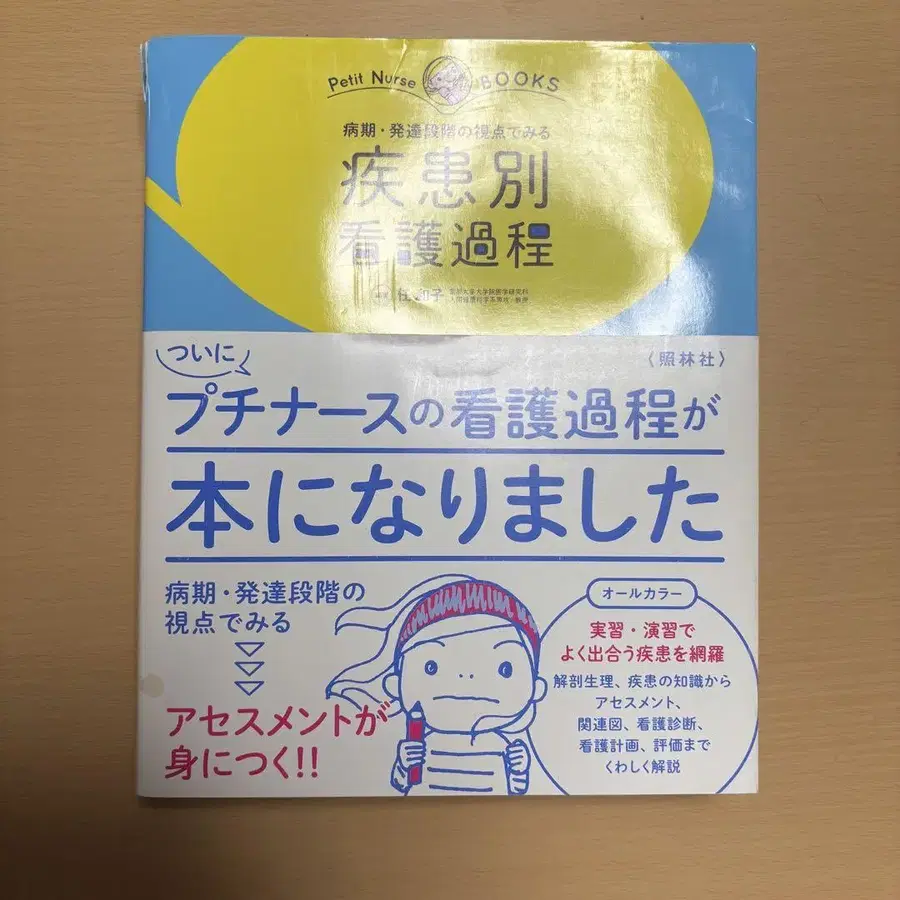 Petit Nurse BOOKS
病期・発達段階の視点でみる
疾患別
看護過程
任 和子
ついに
〈照林社〉
プチナースの看護過程が
本になりました
病期・発達段階の
視点でみる
アセスメントが
身につく!!
オールカラー
実習・演習で
よく出合う疾患を網羅
解剖生理、疾患の知識から
アセスメント、
関連図、看護診断、
看護計画、評価まで
くわしく解説